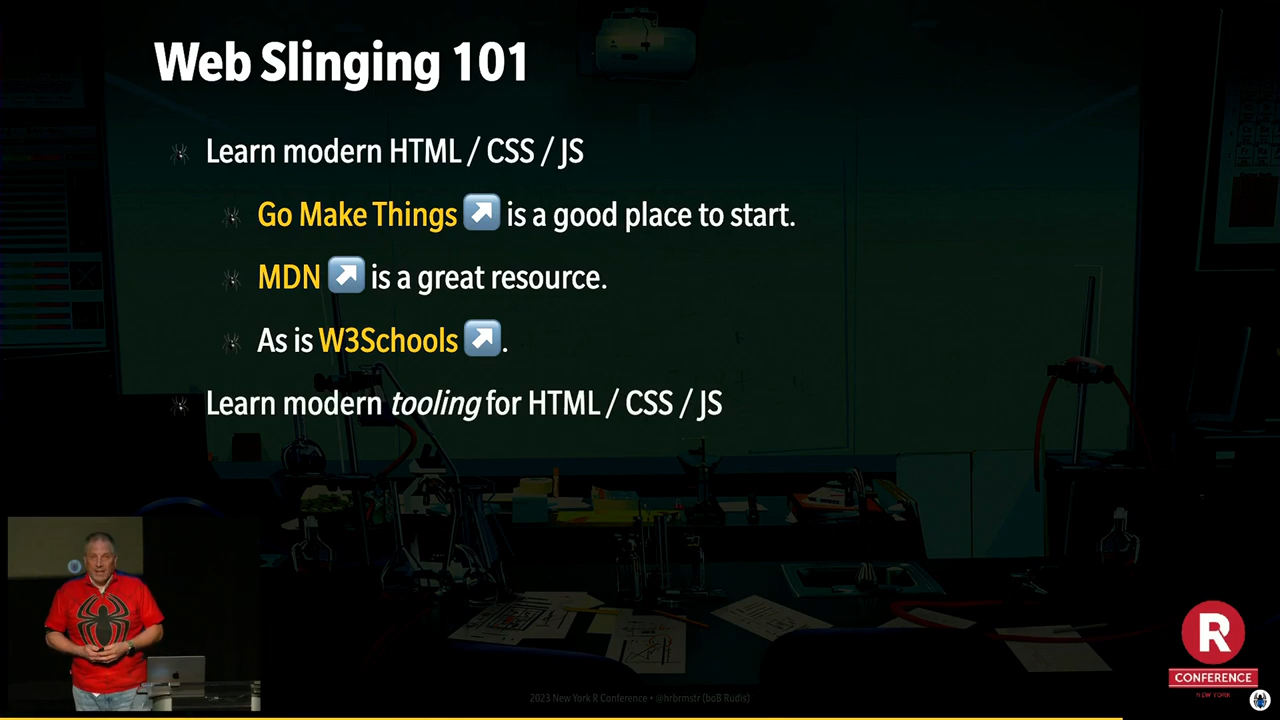 Web Slinging 101
Learn modern HTML / CSS / JS
Go Make Things ↗ is a good place to start.
MDN ↗ is a great resource.
As is W3Schools ↗.
Learn modern tooling for HTML / CSS / JS
2023 New York R Conference • @hrbrmstr (boB Rudis)
R
CONFERENCE
NEW YORK